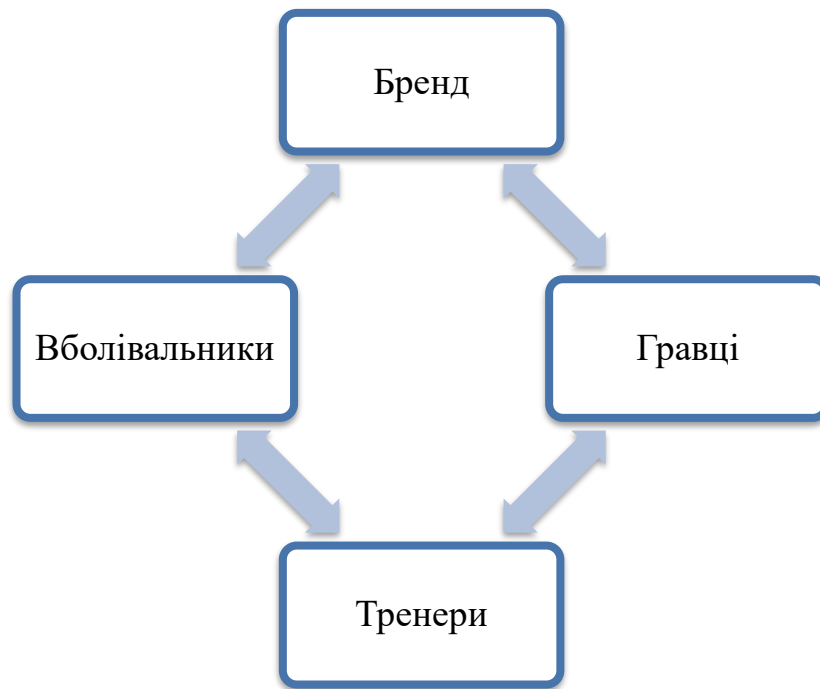 Бренд
Вболівальники
Гравці
Тренери